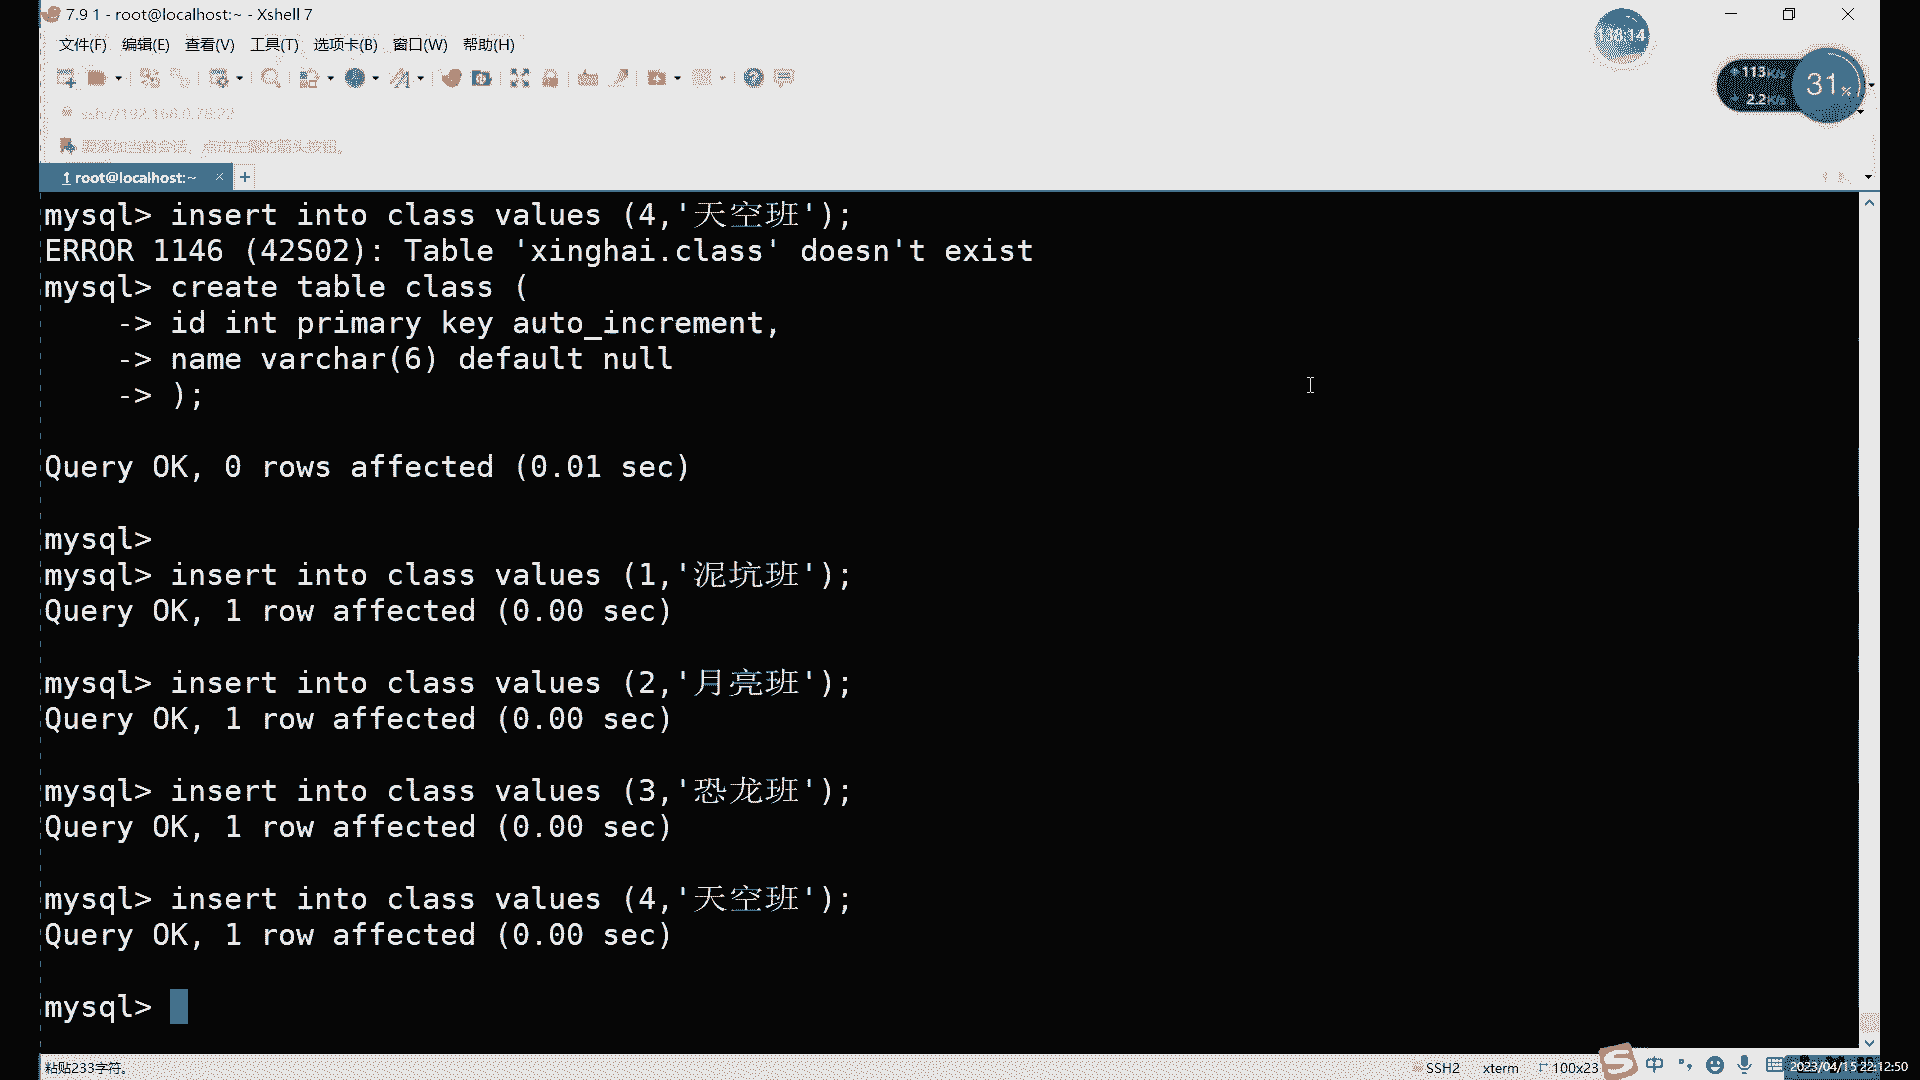 7.9 1 - root@localhost:~ - Xshell 7
文件(F) 编辑(E) 查看(V) 工具(T) 选项卡(B) 窗口(W) 帮助(H)
138:14
113K/s
2.2K/s
31%
ssh://192.168.0.78:22
要添加当前会话，点击左侧的箭头按钮。
1 root@localhost:~ × +
mysql> insert into class values (4,'天空班');
ERROR 1146 (42S02): Table 'xinghai.class' doesn't exist
mysql> create table class (
-> id int primary key auto_increment,
-> name varchar(6) default null
-> );
Query OK, 0 rows affected (0.01 sec)
mysql>
mysql> insert into class values (1,'泥坑班');
Query OK, 1 row affected (0.00 sec)
mysql> insert into class values (2,'月亮班');
Query OK, 1 row affected (0.00 sec)
mysql> insert into class values (3,'恐龙班');
Query OK, 1 row affected (0.00 sec)
mysql> insert into class values (4,'天空班');
Query OK, 1 row affected (0.00 sec)
mysql>
粘贴233字符。
SSH2 xterm 100x23
中
2023/04/15 22:12:50